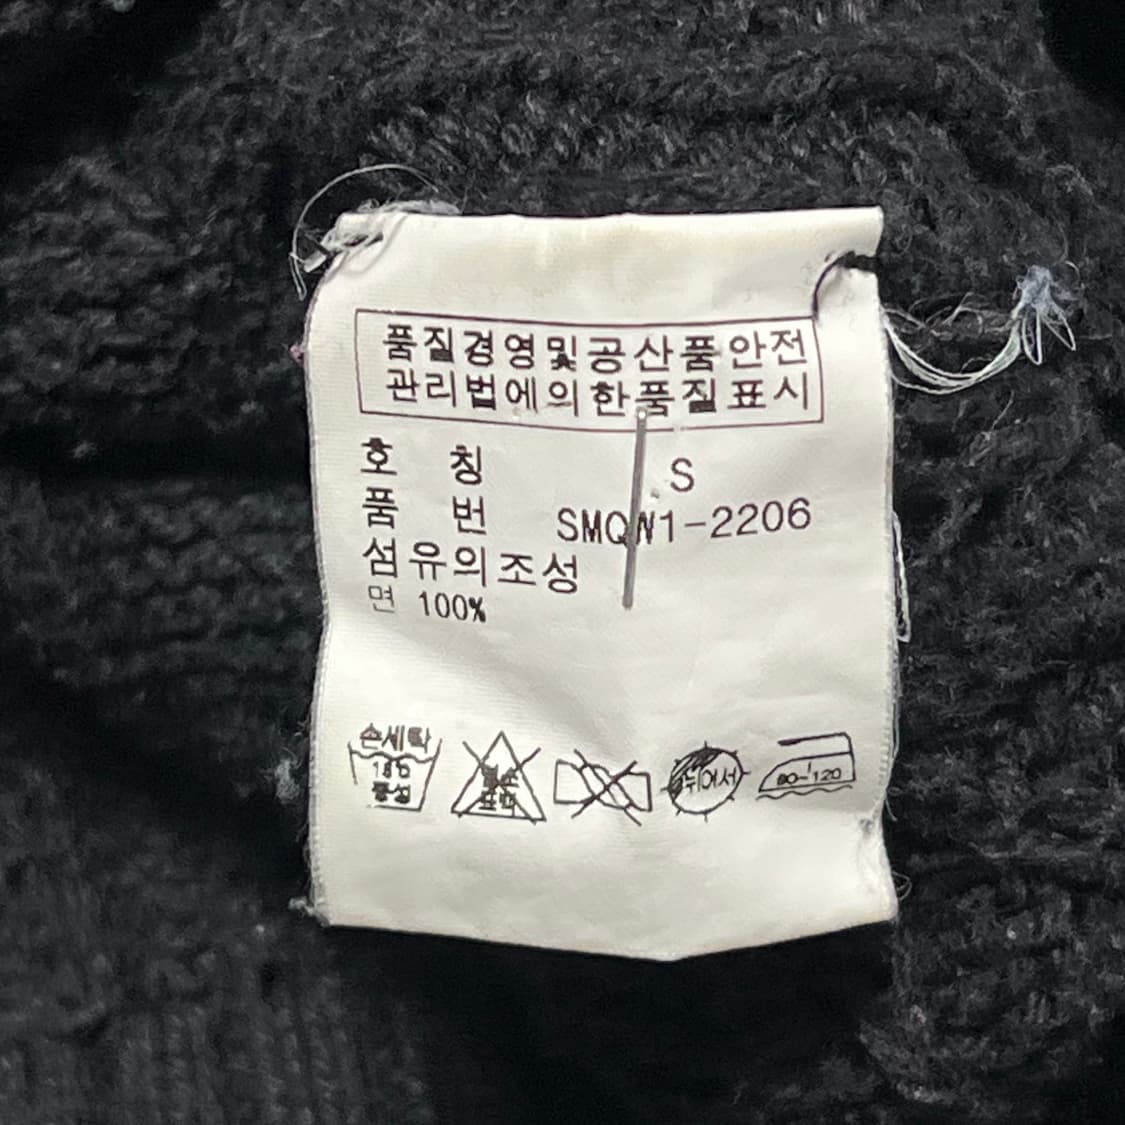 품질경영및공산품안전
관리법에의한품질표시
호 칭 S
품 번 SMQW1-2206
섬유의조성
면 100%
손세탁
중성
뉘어서
80-120